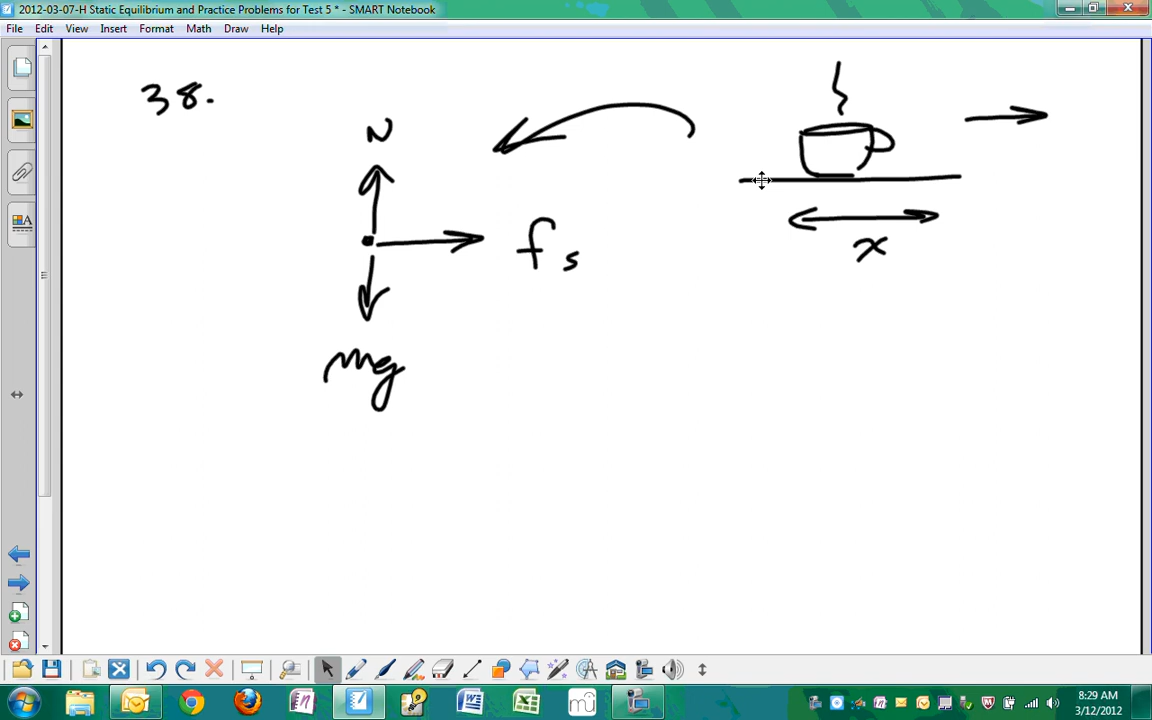 2012-03-07-H Static Equilibrium and Practice Problems for Test 5 * - SMART Notebook
File Edit View Insert Format Math Draw Help
38.
N
fs
x
mg
8:29 AM
3/12/2012